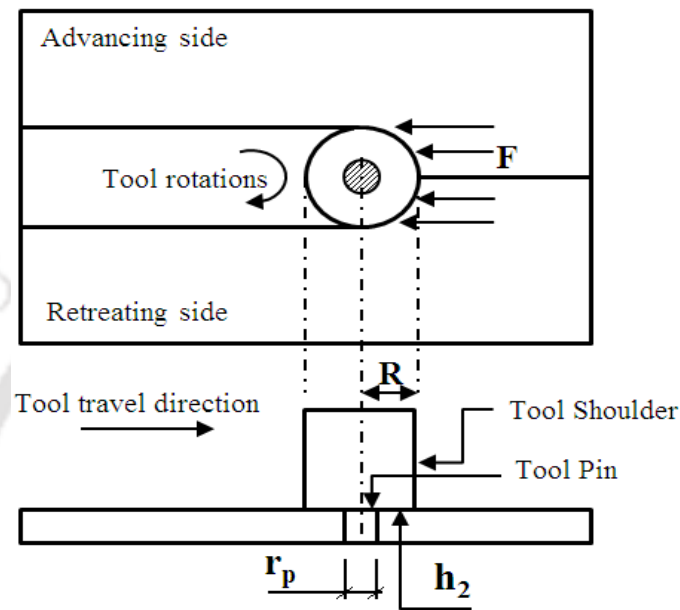 Advancing side
F
Tool rotations
Retreating side
R
Tool travel direction
Tool Shoulder
Tool Pin
rp
h2